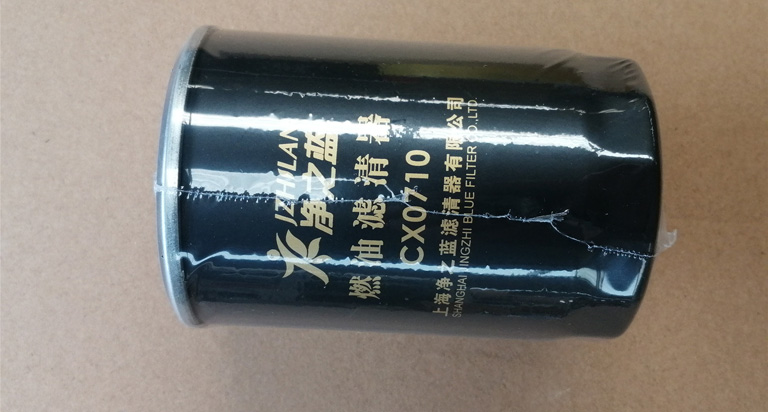 JZHILAN
净之蓝
燃油滤清器
CX0710
上海净之蓝滤清器有限公司
SHANGHAI JINGZHI BLUE FILTER CO.,LTD.